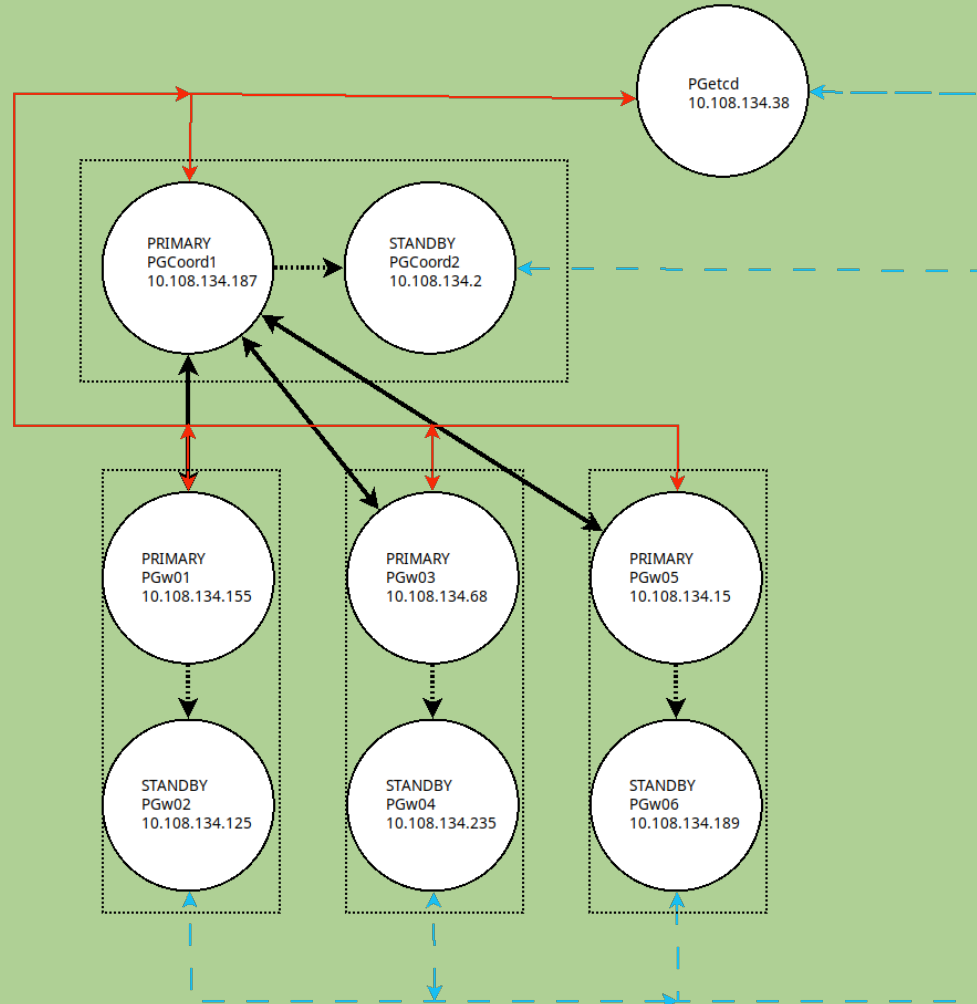 PGetcd
10.108.134.38
PRIMARY
PGCoord1
10.108.134.187
STANDBY
PGCoord2
10.108.134.2
PRIMARY
PGw01
10.108.134.155
PRIMARY
PGw03
10.108.134.68
PRIMARY
PGw05
10.108.134.15
STANDBY
PGw02
10.108.134.125
STANDBY
PGw04
10.108.134.235
STANDBY
PGw06
10.108.134.189